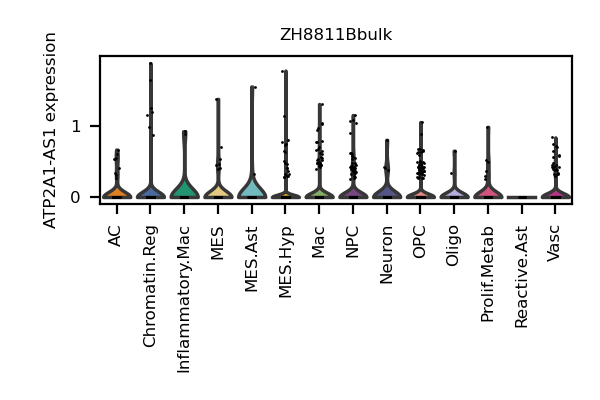 ZH8811Bbulk
ATP2A1-AS1 expression
1
0
AC
Chromatin.Reg
Inflammatory.Mac
MES
MES.Ast
MES.Hyp
Mac
NPC
Neuron
OPC
Oligo
Prolif.Metab
Reactive.Ast
Vasc